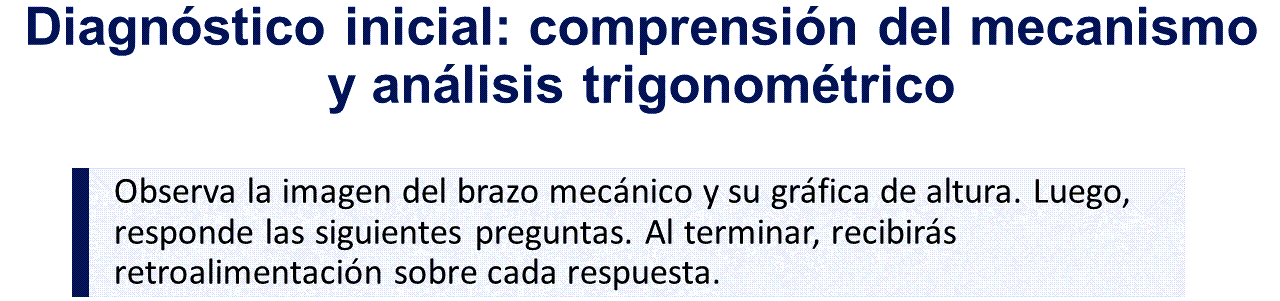 Diagnóstico inicial: comprensión del mecanismo
y análisis trigonométrico
Observa la imagen del brazo mecánico y su gráfica de altura. Luego,
responde las siguientes preguntas. Al terminar, recibirás
retroalimentación sobre cada respuesta.